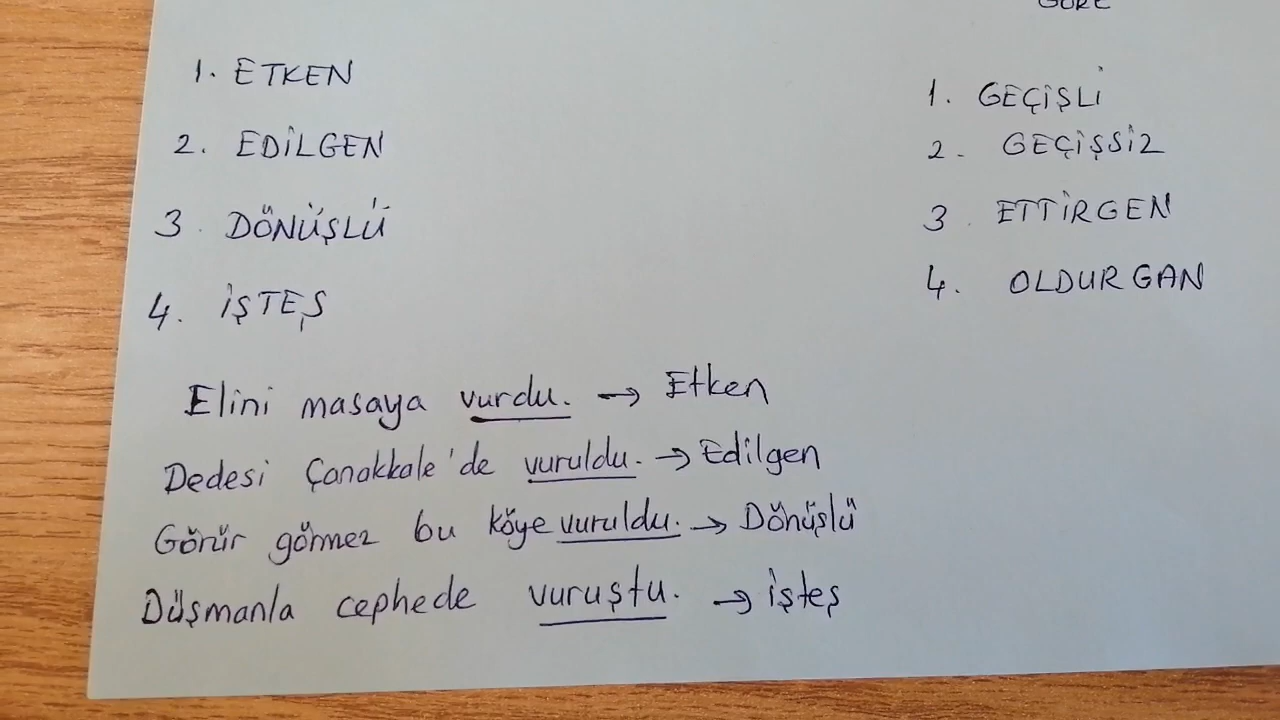 GÖRE
1. ETKEN
2. EDİLGEN
3. DÖNÜŞLÜ
4. İŞTEŞ
1. GEÇİŞLİ
2. GEÇİŞSİZ
3. ETTİRGEN
4. OLDURGAN
Elini masaya vurdu. → Etken
Dedesi Çanakkale'de vuruldu. → Edilgen
Görür görmez bu köye vuruldu. → Dönüşlü
Düşmanla cephede vuruştu. → İşteş